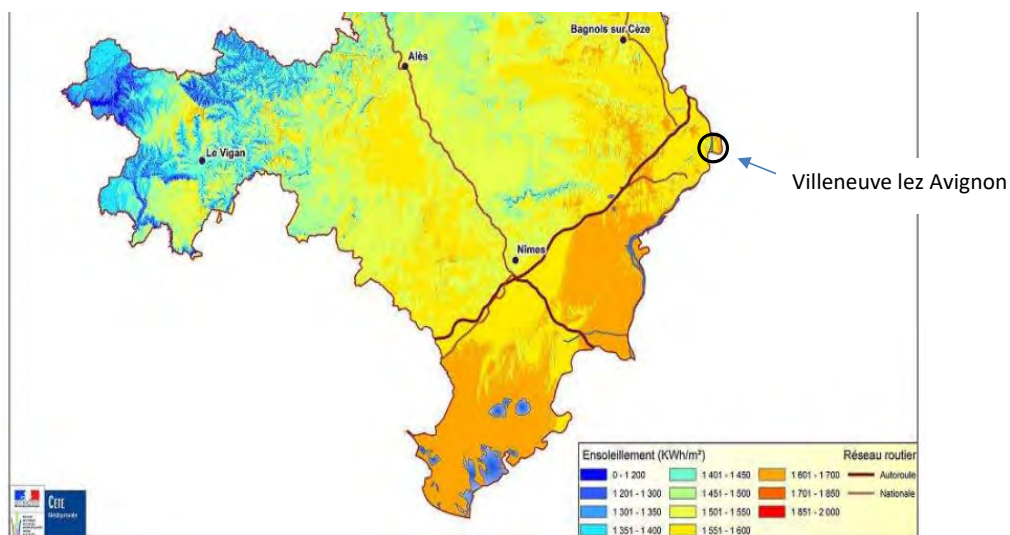 Bagnols sur Cèze
Alès
Le Vigan
Villeneuve lez Avignon
Nîmes
Ensoleillement (KWh/m²)
Réseau routier
0 - 1 200
1 401 - 1 450
1 601 - 1 700
Autoroute
1 201 - 1 300
1 451 - 1 500
1 701 - 1 850
Nationale
1 301 - 1 350
1 501 - 1 550
1 851 - 2 000
1 351 - 1 400
1 551 - 1 600
CETE
Méditerranée